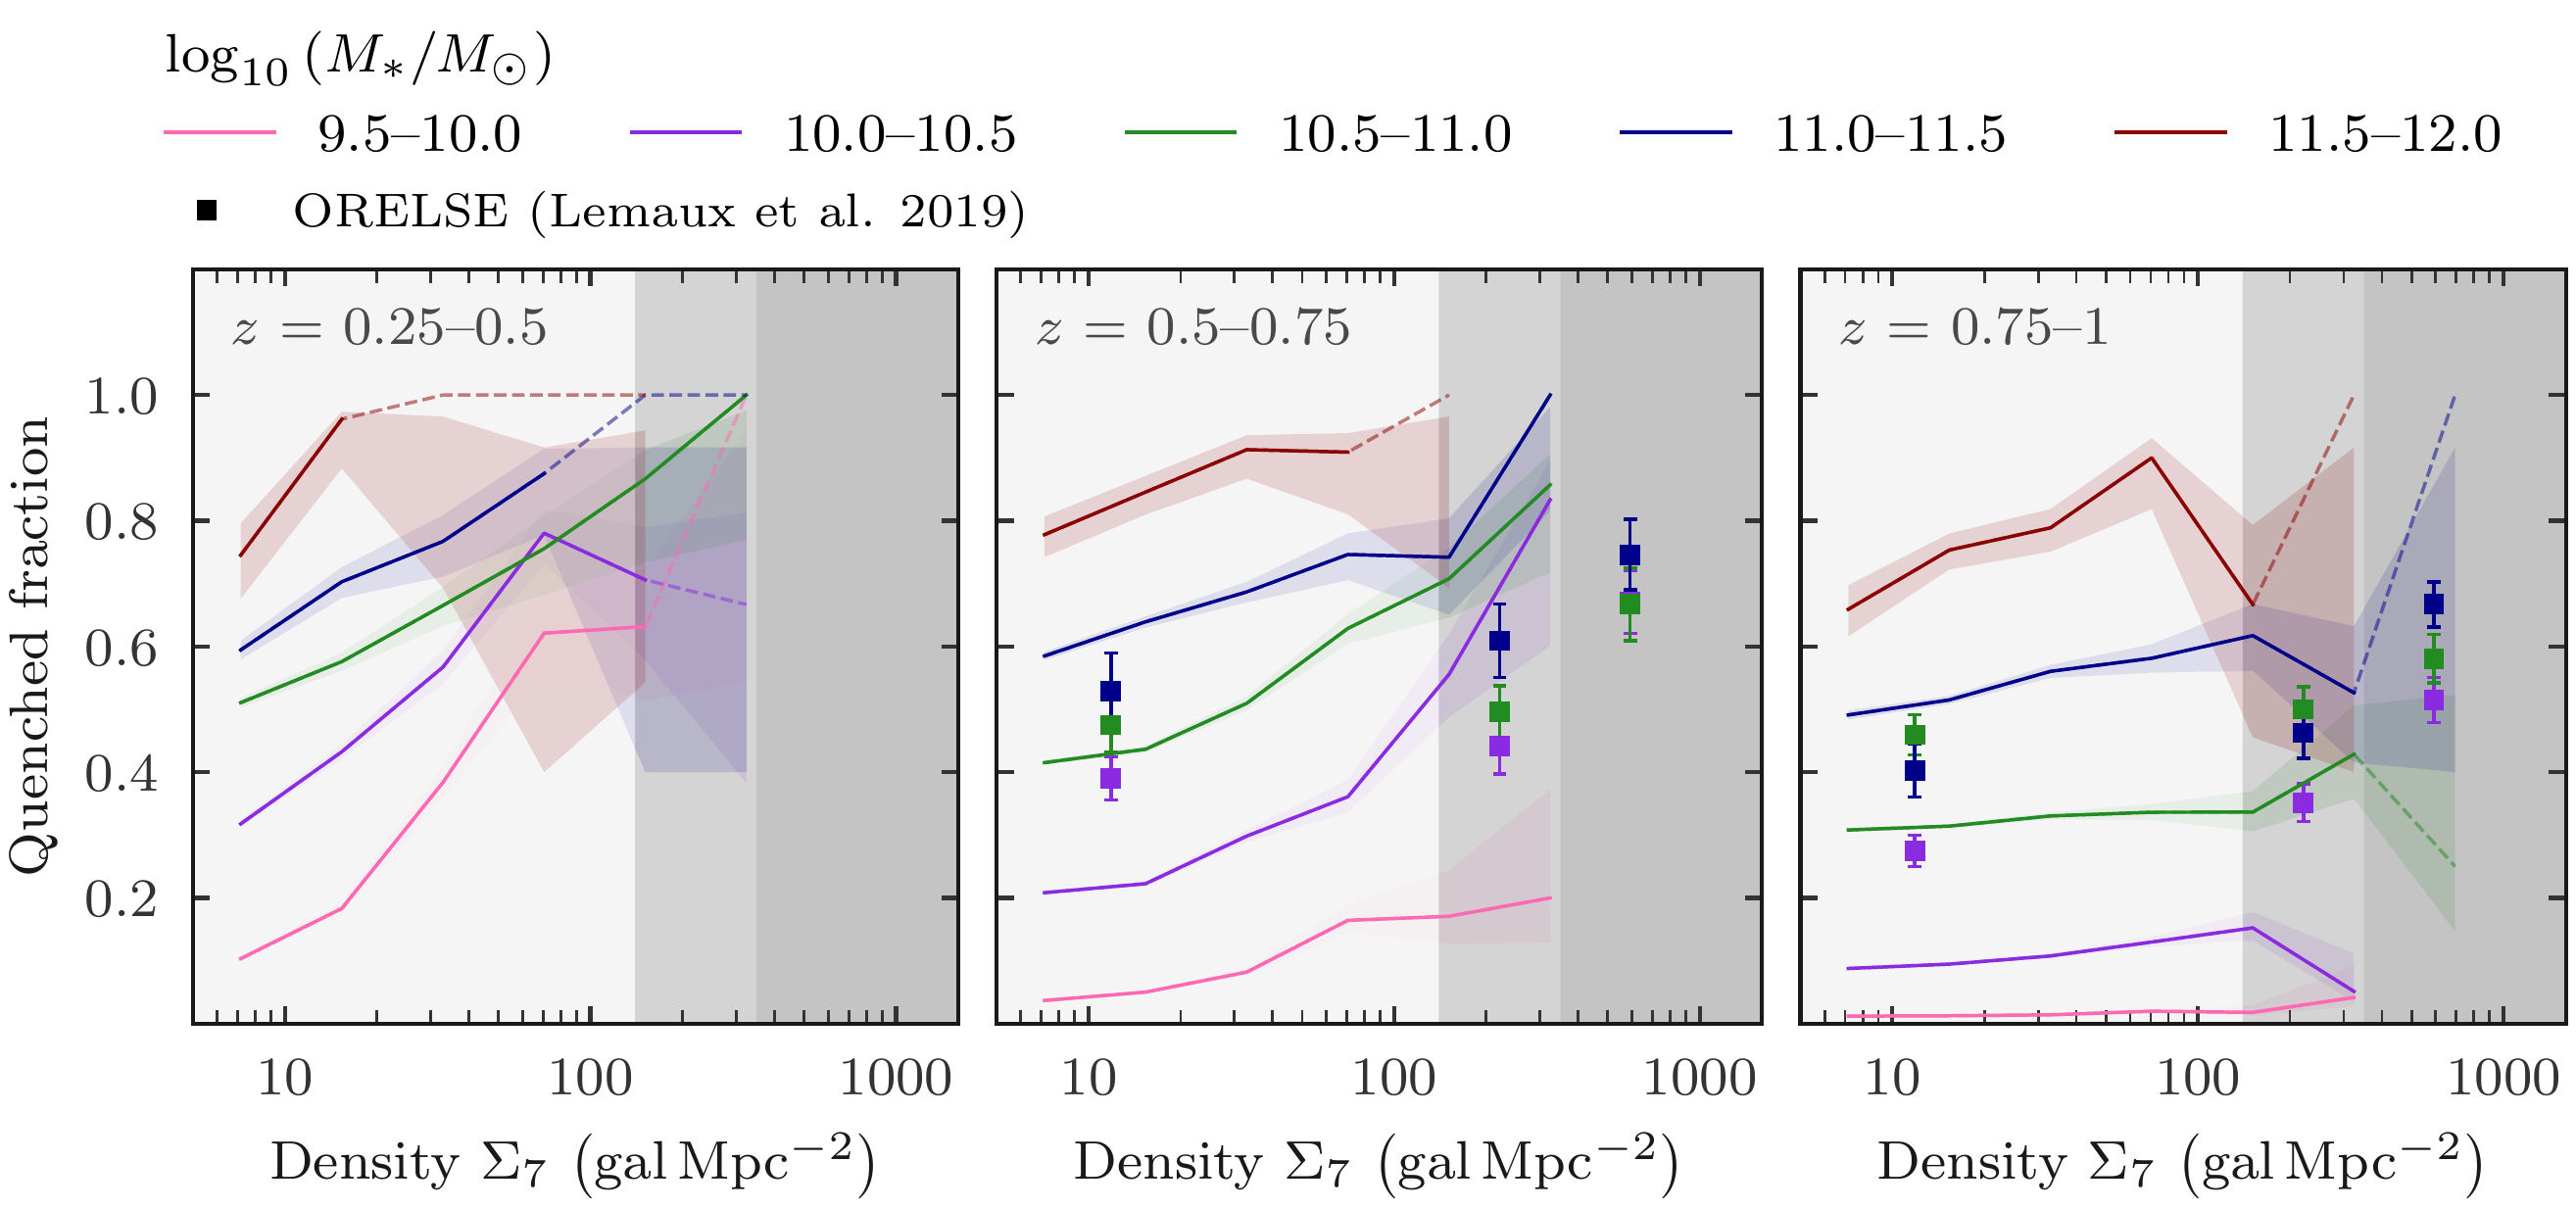 log₁₀ (M∗/M⊙)
9.5–10.0 10.0–10.5 10.5–11.0 11.0–11.5 11.5–12.0
ORELSE (Lemaux et al. 2019)
z = 0.25–0.5 z = 0.5–0.75 z = 0.75–1
Quenched fraction
1.0
0.8
0.6
0.4
0.2
10 100 1000 10 100 1000 10 100 1000
Density Σ₇ (gal Mpc⁻²) Density Σ₇ (gal Mpc⁻²) Density Σ₇ (gal Mpc⁻²)